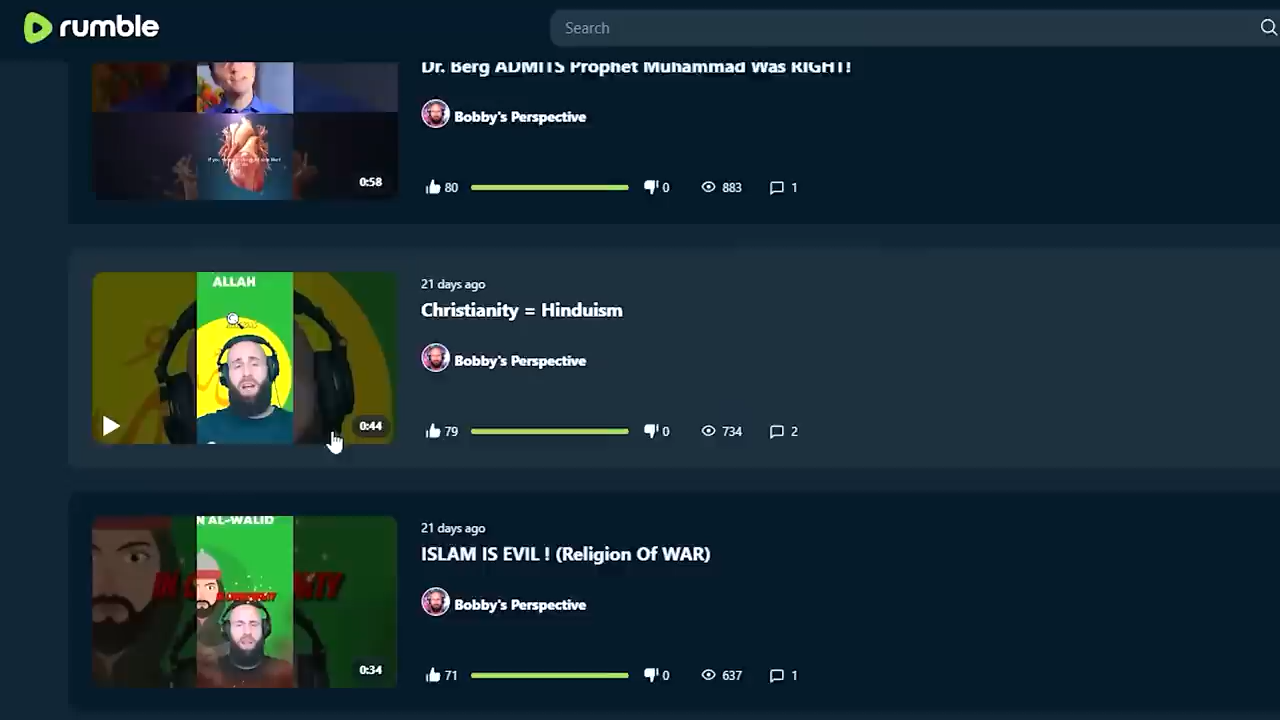 rumble
Search
Dr. Berg ADMITS Prophet Muhammad Was RIGHT!
Bobby's Perspective
0:58
80
0
883
1
ALLAH
21 days ago
Christianity = Hinduism
Bobby's Perspective
0:44
79
0
734
2
N AL-WALID
21 days ago
ISLAM IS EVIL ! (Religion Of WAR)
Bobby's Perspective
0:34
71
0
637
1